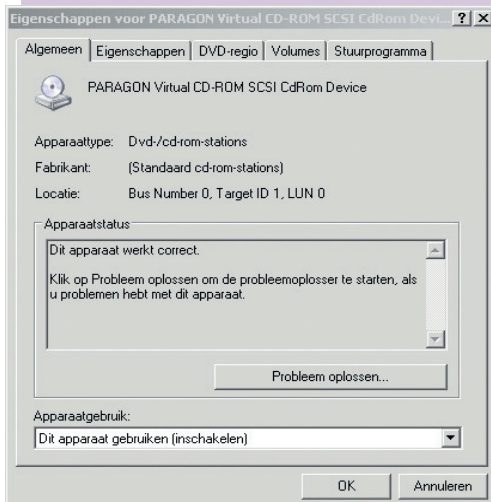 Eigenschappen voor PARAGON Virtual CD-ROM SCSI CdRom Devi...
Algemeen Eigenschappen DVD-regio Volumes Stuurprogramma
PARAGON Virtual CD-ROM SCSI CdRom Device
Apparaattype: Dvd-/cd-rom-stations
Fabrikant: (Standaard cd-rom-stations)
Locatie: Bus Number 0, Target ID 1, LUN 0
Apparaatstatus
Dit apparaat werkt correct.
Klik op Probleem oplossen om de probleemoplosser te starten, als
u problemen hebt met dit apparaat.
Probleem oplossen...
Apparaatgebruik:
Dit apparaat gebruiken (inschakelen)
OK Annuleren